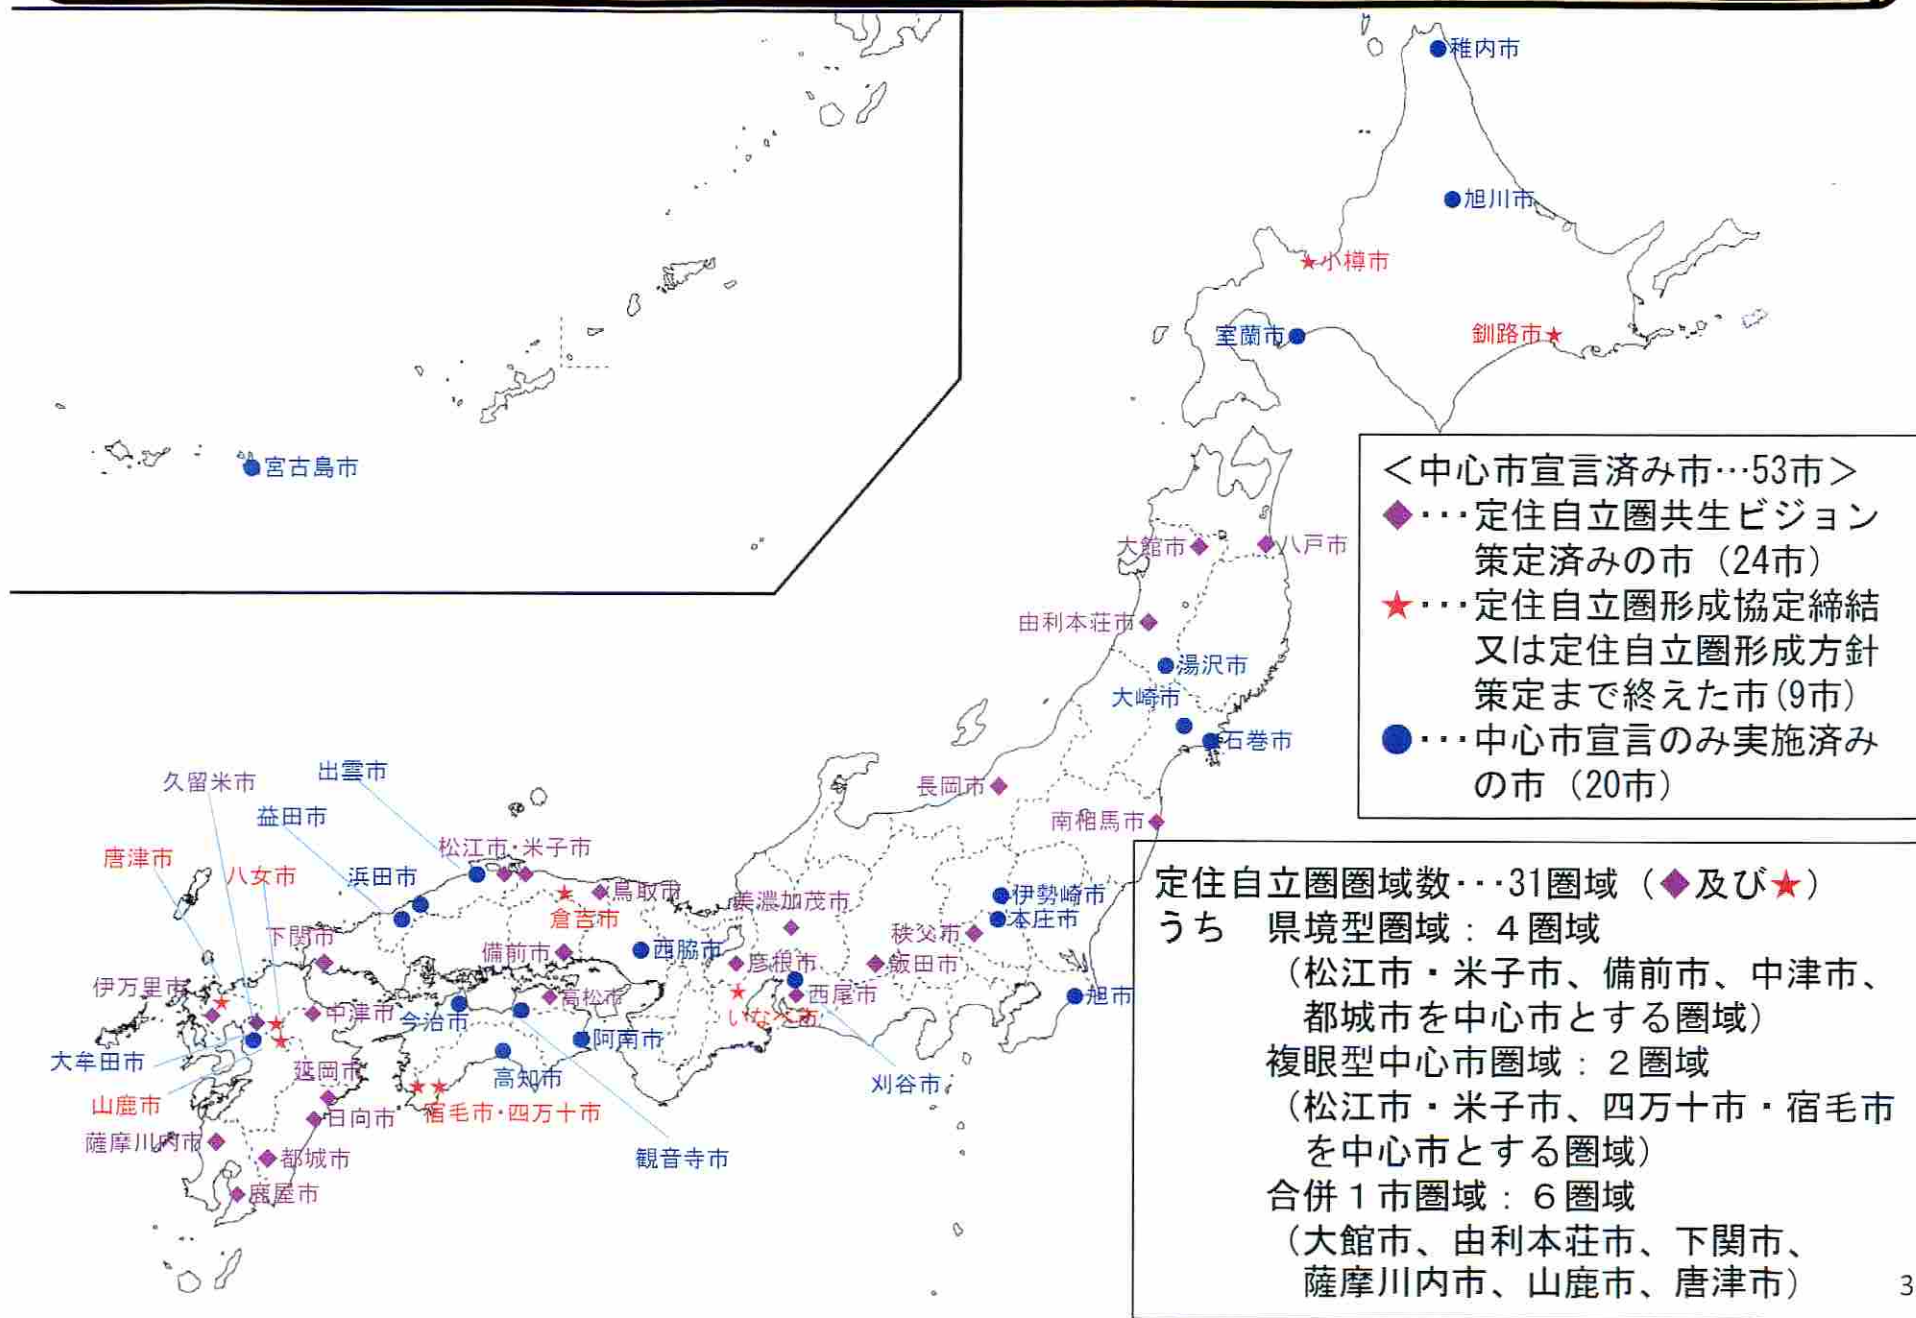 稚内市
旭川市
小樽市
室蘭市
釧路市
宮古島市
<中心市宣言済み市…53市>
◆・・・定住自立圏共生ビジョン
策定済みの市（24市）
★・・・定住自立圏形成協定締結
又は定住自立圏形成方針
策定まで終えた市(9市)
●・・・中心市宣言のみ実施済み
の市（20市）
大館市
八戸市
由利本荘市
湯沢市
大崎市
石巻市
長岡市
南相馬市
久留米市
出雲市
益田市
松江市・米子市
唐津市
八女市
浜田市
鳥取市
倉吉市
美濃加茂市
伊勢崎市
本庄市
秩父市
下関市
備前市
西脇市
彦根市
飯田市
伊万里市
高松市
西尾市
旭市
中津市
今治市
いなべ市
阿南市
大牟田市
延岡市
高知市
刈谷市
山鹿市
宿毛市・四万十市
日向市
薩摩川内市
都城市
観音寺市
鹿屋市
定住自立圏圏域数・・・31圏域（◆及び★）
うち　県境型圏域：４圏域
（松江市・米子市、備前市、中津市、
都城市を中心市とする圏域）
複眼型中心市圏域：２圏域
（松江市・米子市、四万十市・宿毛市
を中心市とする圏域）
合併１市圏域：６圏域
（大館市、由利本荘市、下関市、
薩摩川内市、山鹿市、唐津市）
3